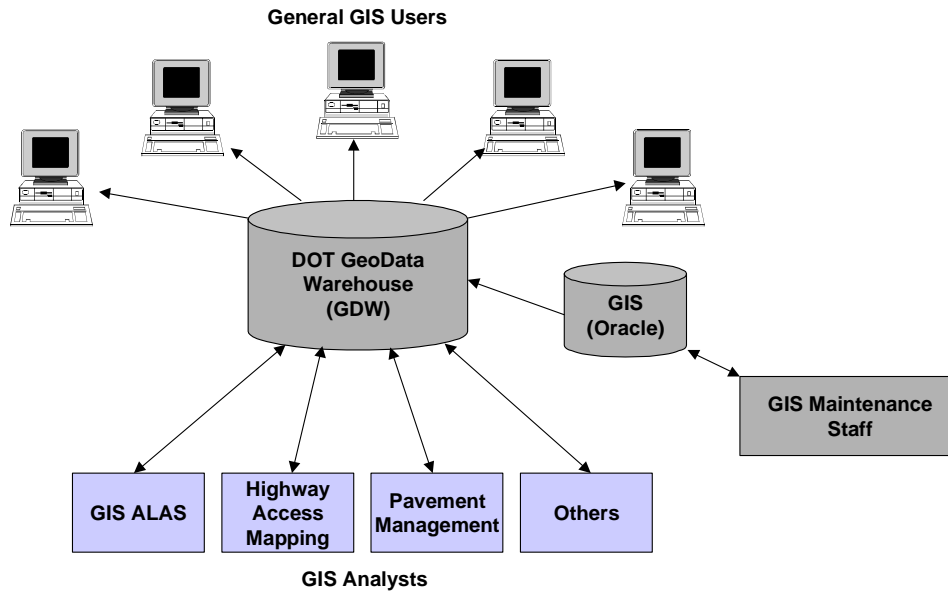 General GIS Users
DOT GeoData
Warehouse
(GDW)
GIS
(Oracle)
GIS Maintenance
Staff
GIS ALAS
Highway
Access
Mapping
Pavement
Management
Others
GIS Analysts